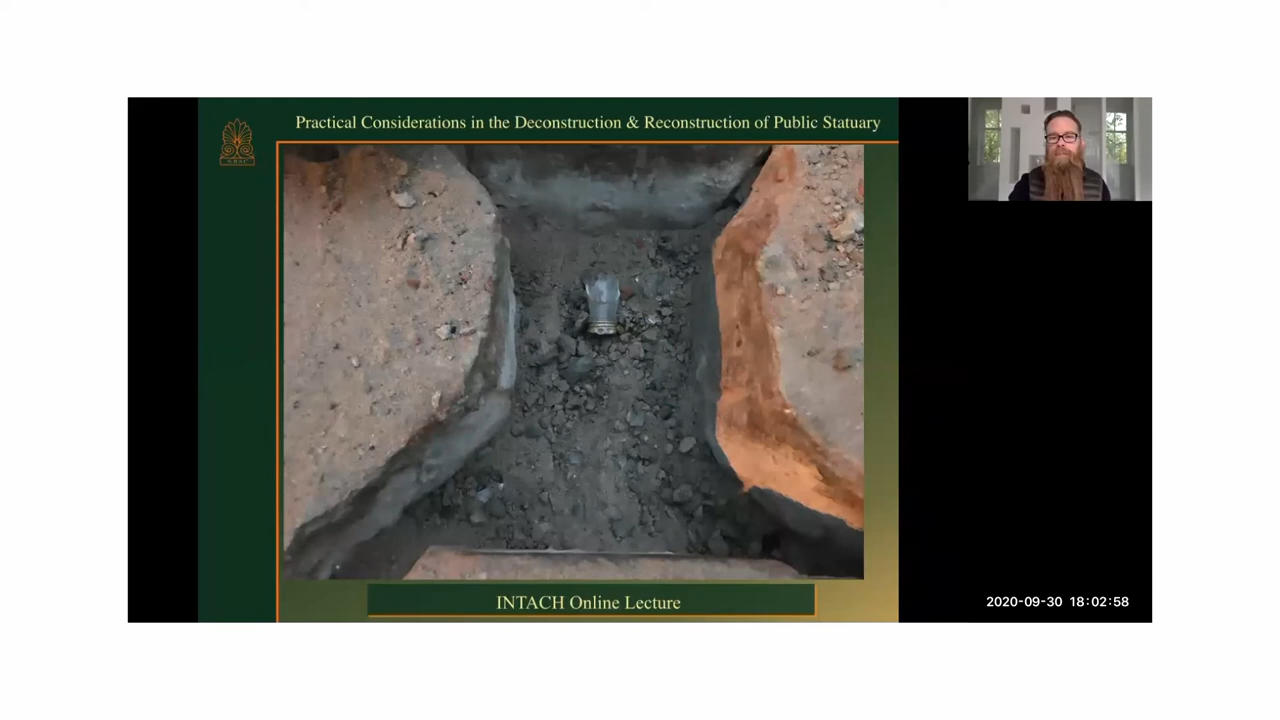 Practical Considerations in the Deconstruction & Reconstruction of Public Statuary
INTACH Online Lecture
2020-09-30 18:02:58